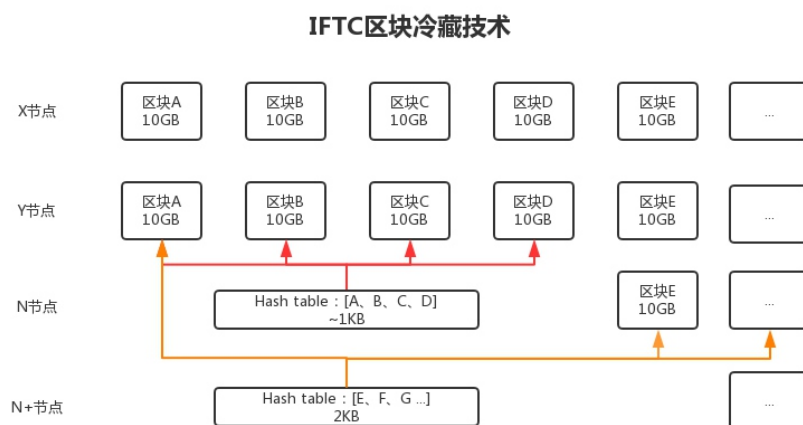 IFTC区块冷藏技术
X节点
区块A
10GB
区块B
10GB
区块C
10GB
区块D
10GB
区块E
10GB
...
Y节点
区块A
10GB
区块B
10GB
区块C
10GB
区块D
10GB
区块E
10GB
...
N节点
Hash table：[A、B、C、D]
~1KB
区块E
10GB
...
N+节点
Hash table：[E、F、G ...]
2KB
...